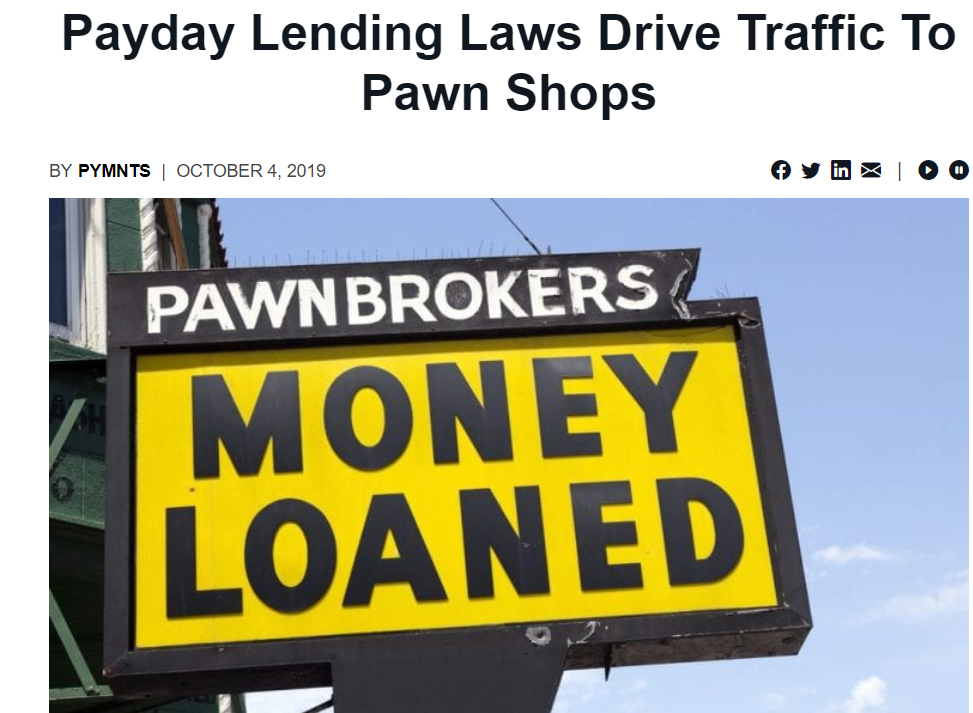 Payday Lending Laws Drive Traffic To
Pawn Shops
BY PYMNTS | OCTOBER 4, 2019
PAWNBROKERS
MONEY
LOANED